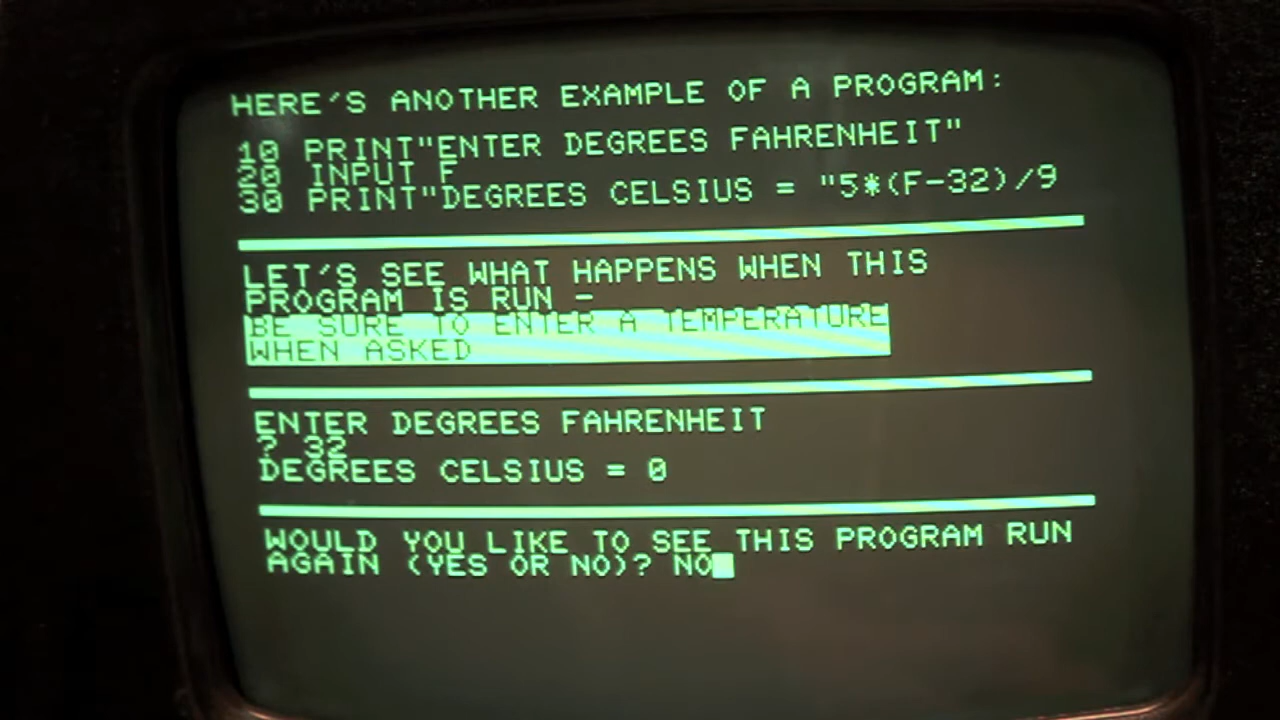 HERE'S ANOTHER EXAMPLE OF A PROGRAM:
10 PRINT"ENTER DEGREES FAHRENHEIT"
20 INPUT F
30 PRINT"DEGREES CELSIUS = "5*(F-32)/9
LET'S SEE WHAT HAPPENS WHEN THIS
PROGRAM IS RUN -
BE SURE TO ENTER A TEMPERATURE
WHEN ASKED
ENTER DEGREES FAHRENHEIT
? 32
DEGREES CELSIUS = 0
WOULD YOU LIKE TO SEE THIS PROGRAM RUN
AGAIN (YES OR NO)? NO